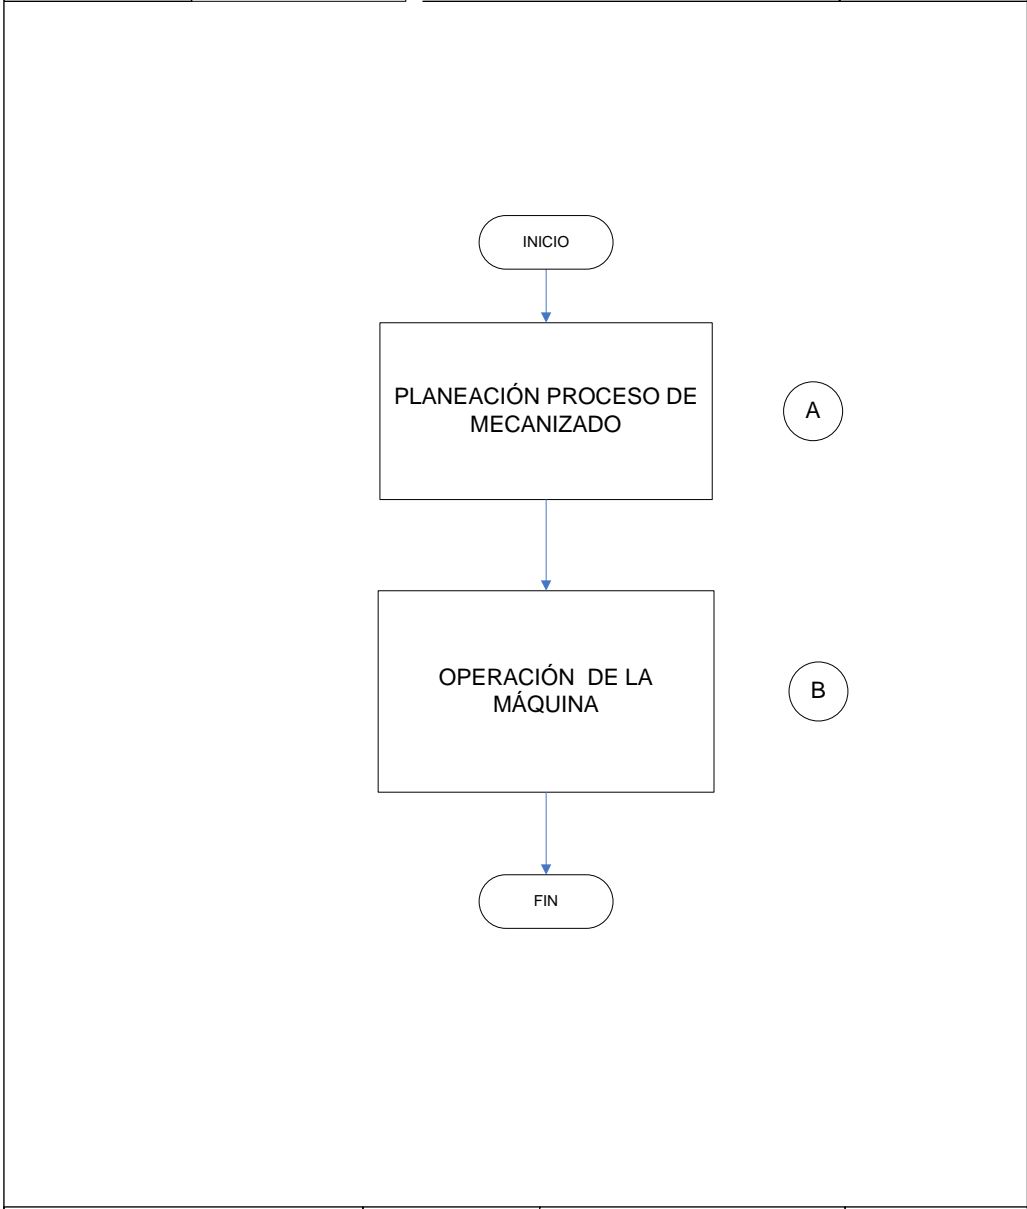 INICIO
PLANEACIÓN PROCESO DE
MECANIZADO
A
OPERACIÓN DE LA
MÁQUINA
B
FIN